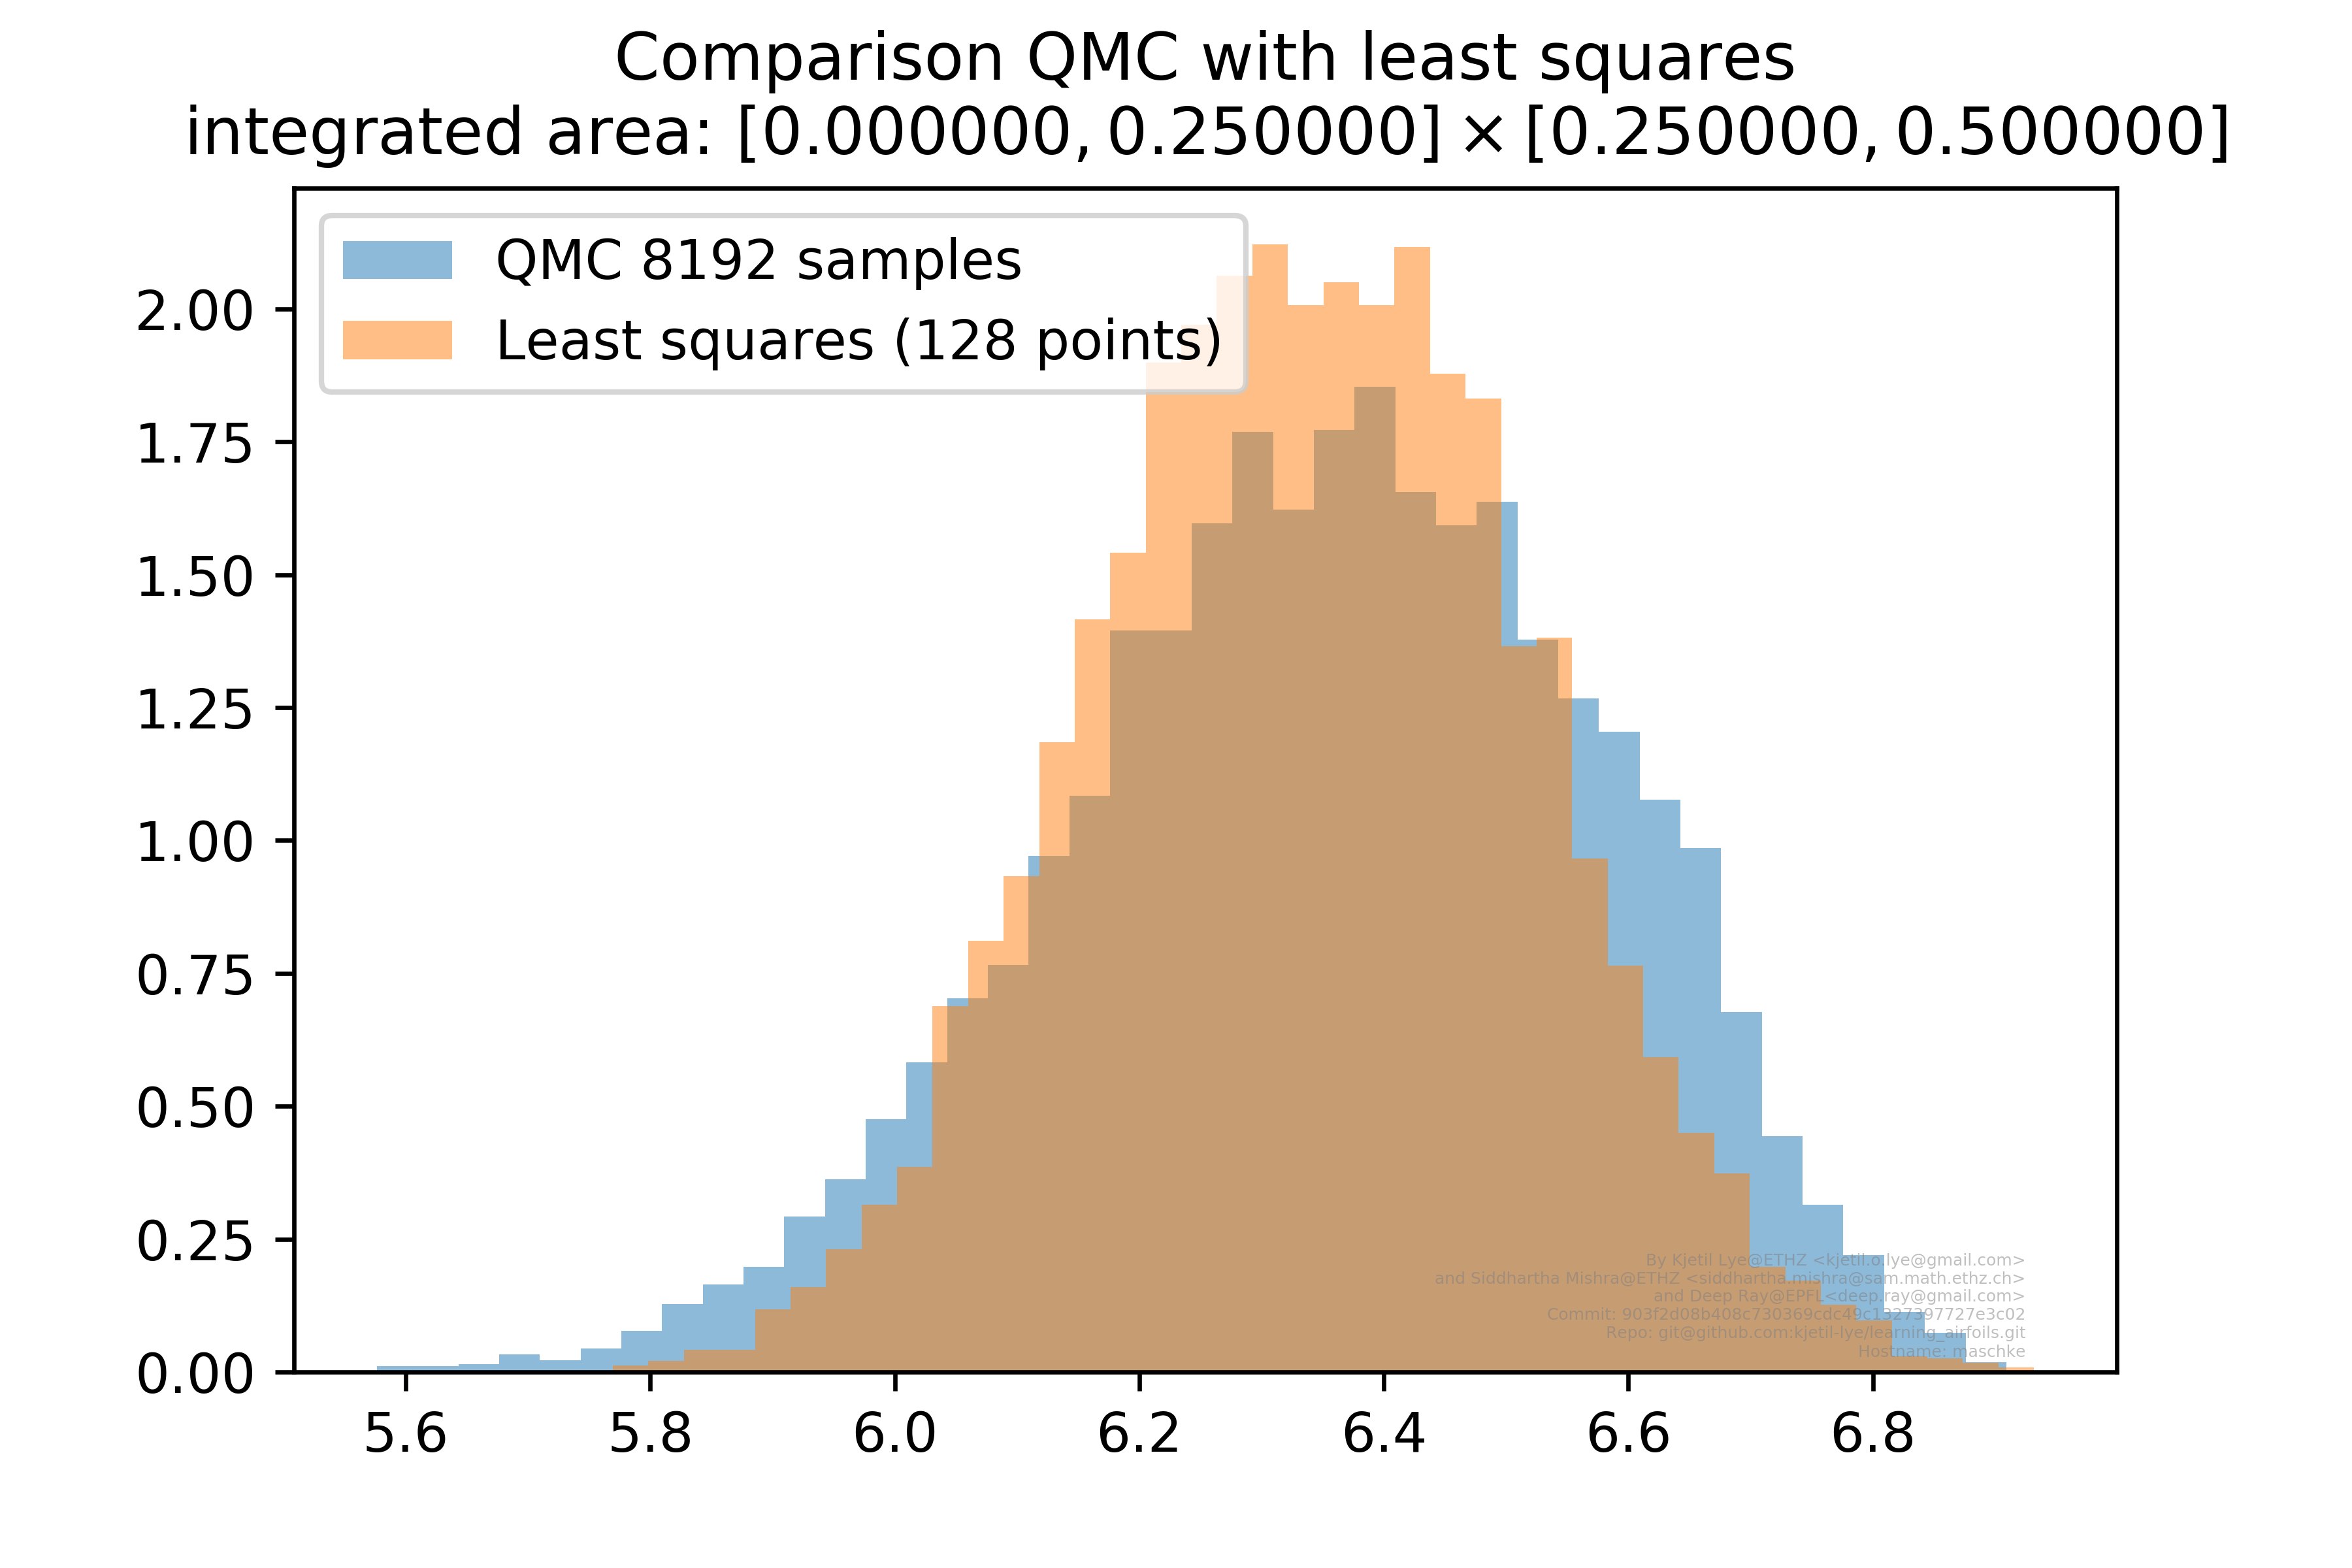 Comparison QMC with least squares
integrated area: [0.000000, 0.250000] × [0.250000, 0.500000]
QMC 8192 samples
Least squares (128 points)
2.00
1.75
1.50
1.25
1.00
0.75
0.50
0.25
0.00
5.6 5.8 6.0 6.2 6.4 6.6 6.8
By Kjetil Lye@ETHZ <kjetil.o.lye@gmail.com>
and Siddhartha Mishra@ETHZ <siddhartha.mishra@sam.math.ethz.ch>
and Deep Ray@EPFL<deep.ray@gmail.com>
Commit: 903f2d08b408c730369cdc49c1327397727e3c02
Repo: git@github.com:kjetil-lye/learning_airfoils.git
Hostname: maschke